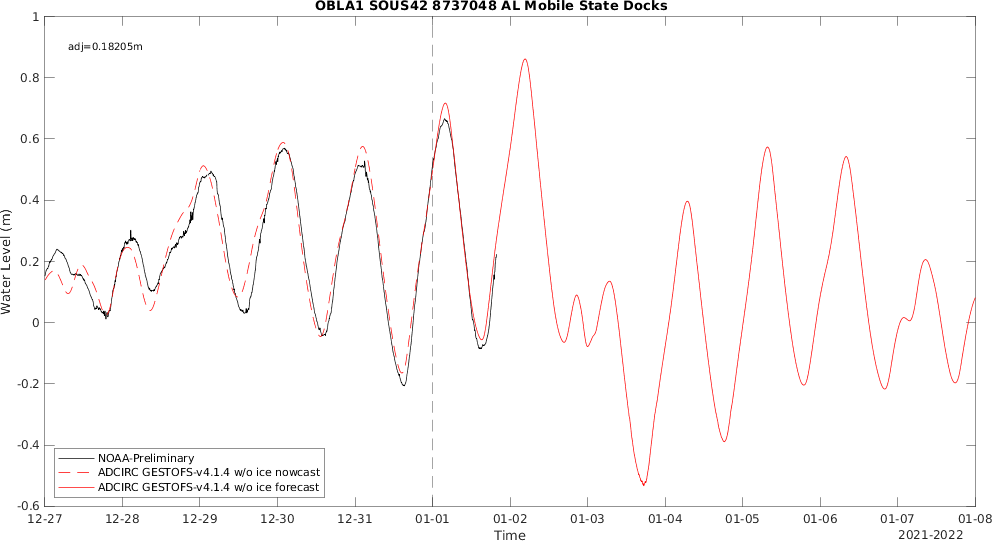 OBLA1 SOUS42 8737048 AL Mobile State Docks
adj=0.18205m
Water Level (m)
1
0.8
0.6
0.4
0.2
0
-0.2
-0.4
-0.6
NOAA-Preliminary
ADCIRC GESTOFS-v4.1.4 w/o ice nowcast
ADCIRC GESTOFS-v4.1.4 w/o ice forecast
12-27 12-28 12-29 12-30 12-31 01-01 01-02 01-03 01-04 01-05 01-06 01-07 01-08
Time
2021-2022